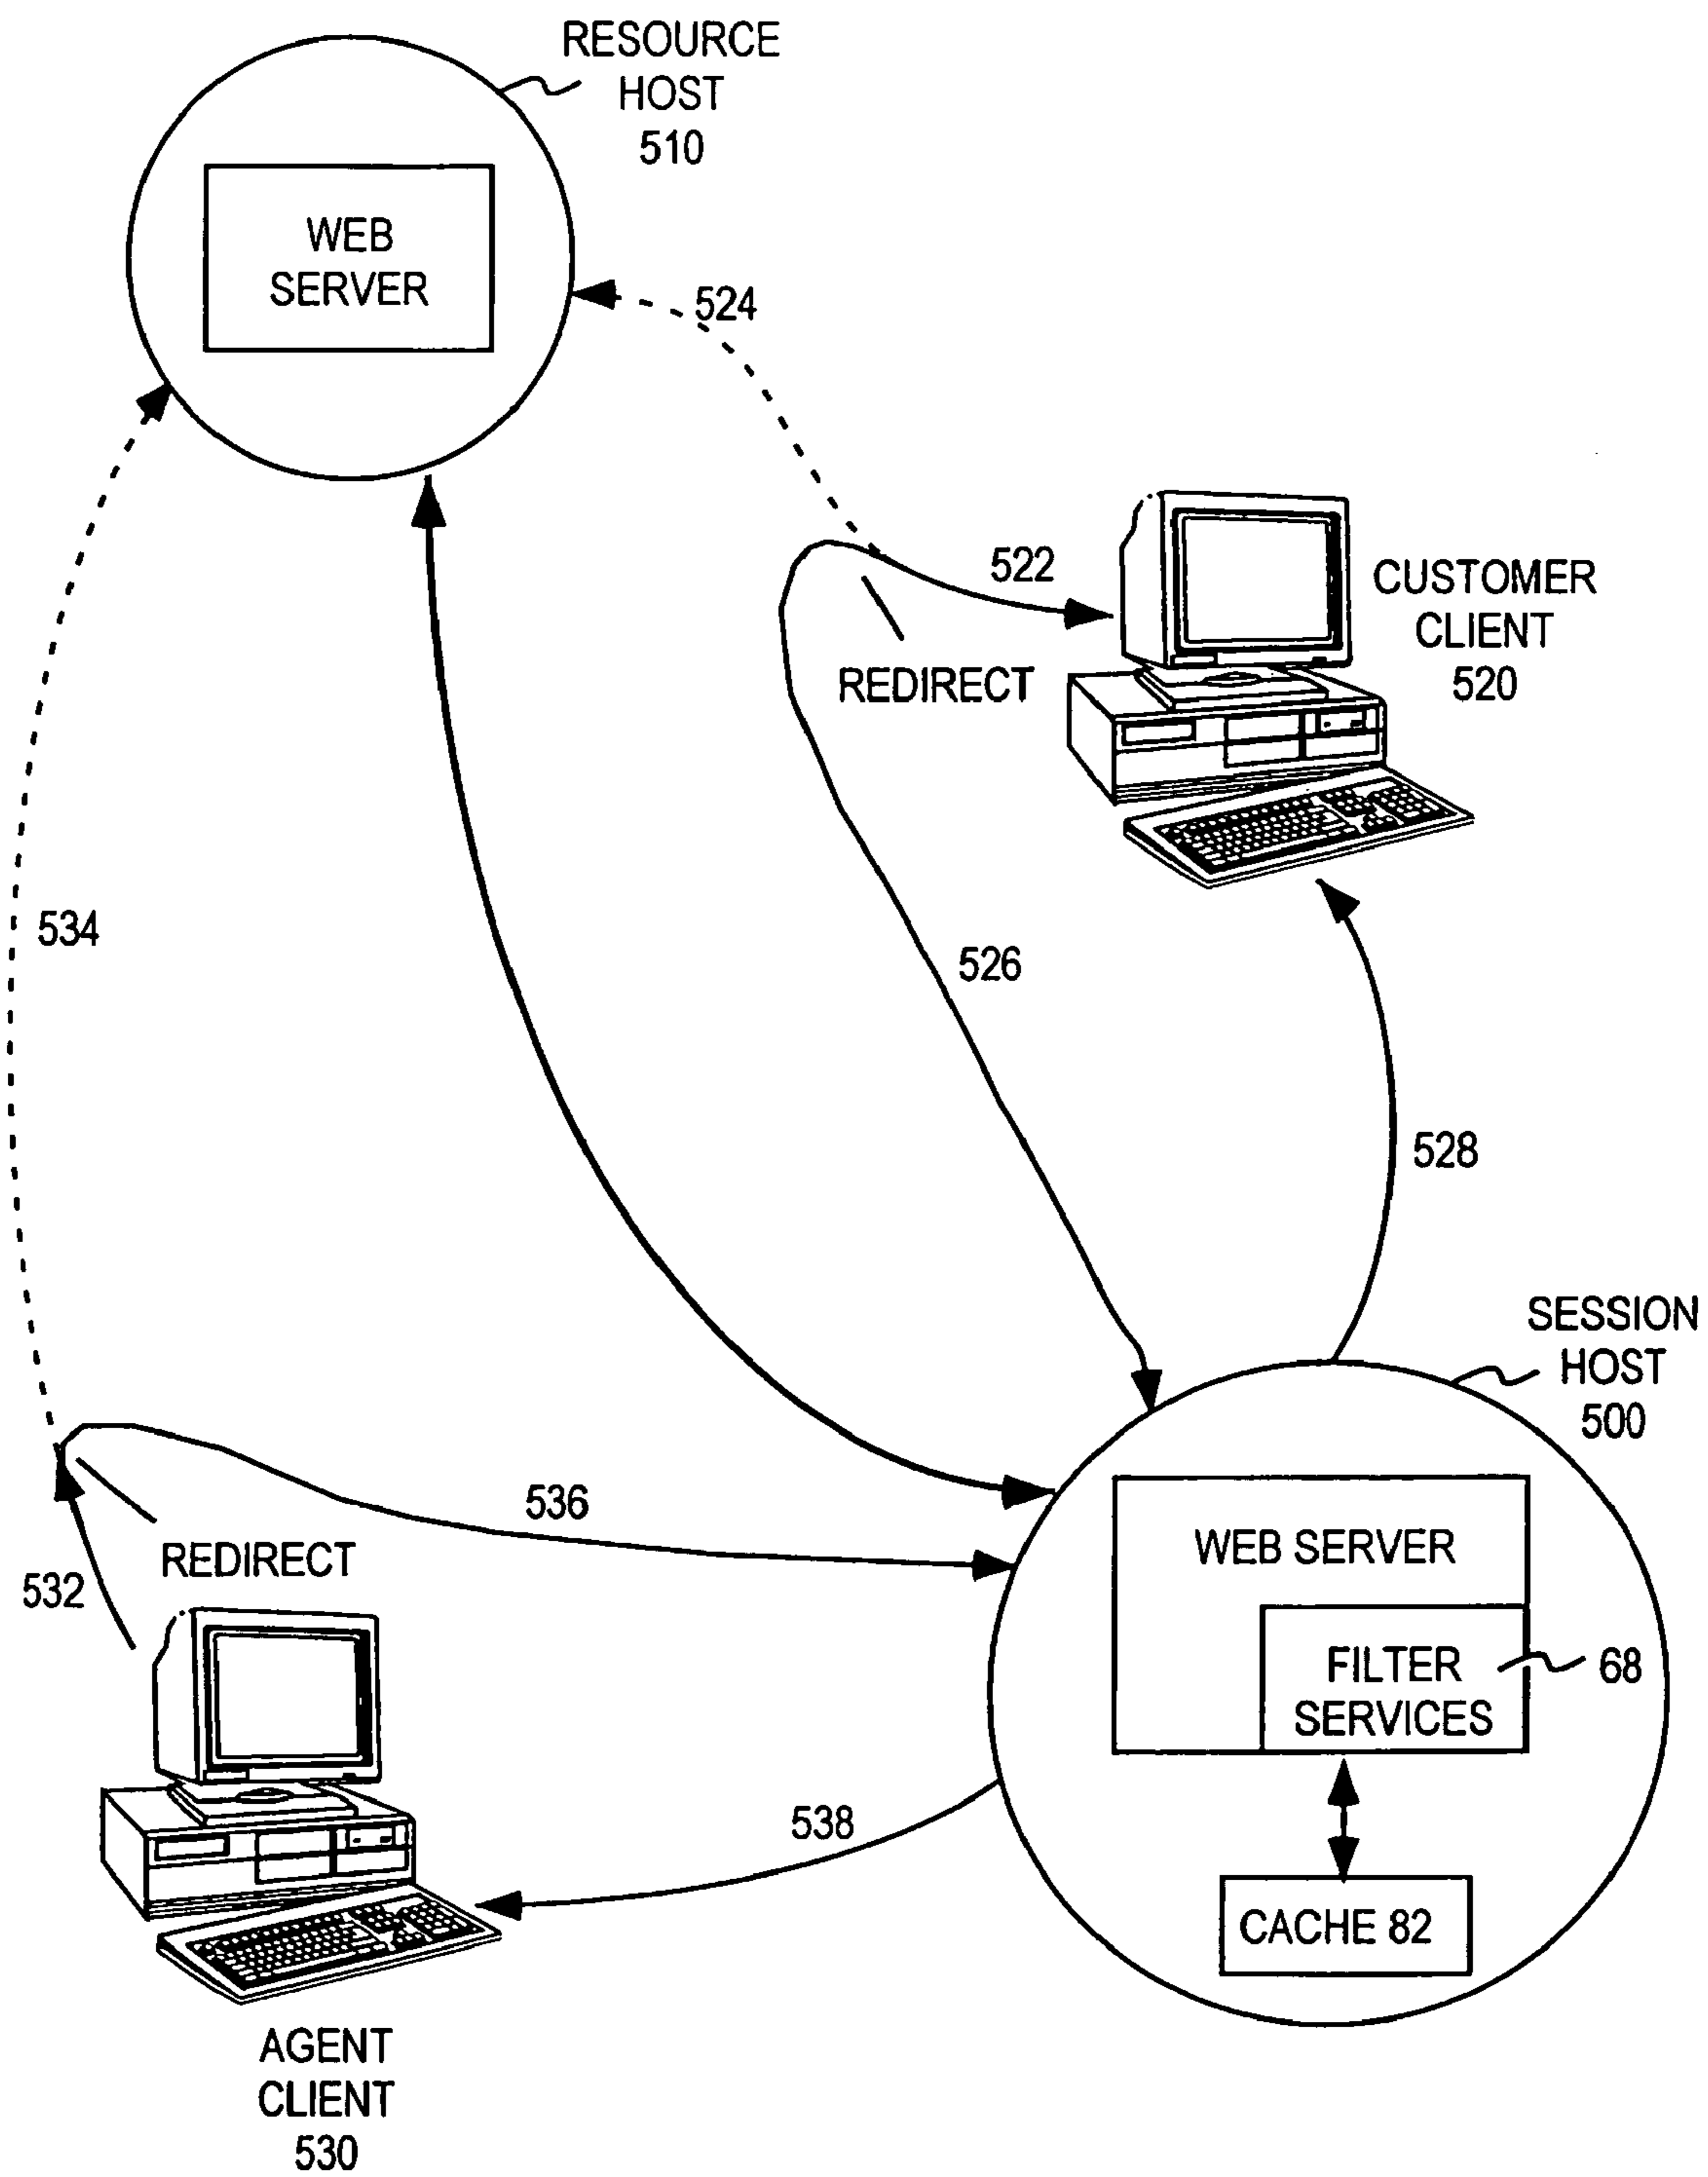 RESOURCE
HOST
510
WEB
SERVER
524
522
CUSTOMER
CLIENT
520
REDIRECT
534
526
528
SESSION
HOST
500
536
WEB SERVER
REDIRECT
532
FILTER
SERVICES
68
538
CACHE 82
AGENT
CLIENT
530